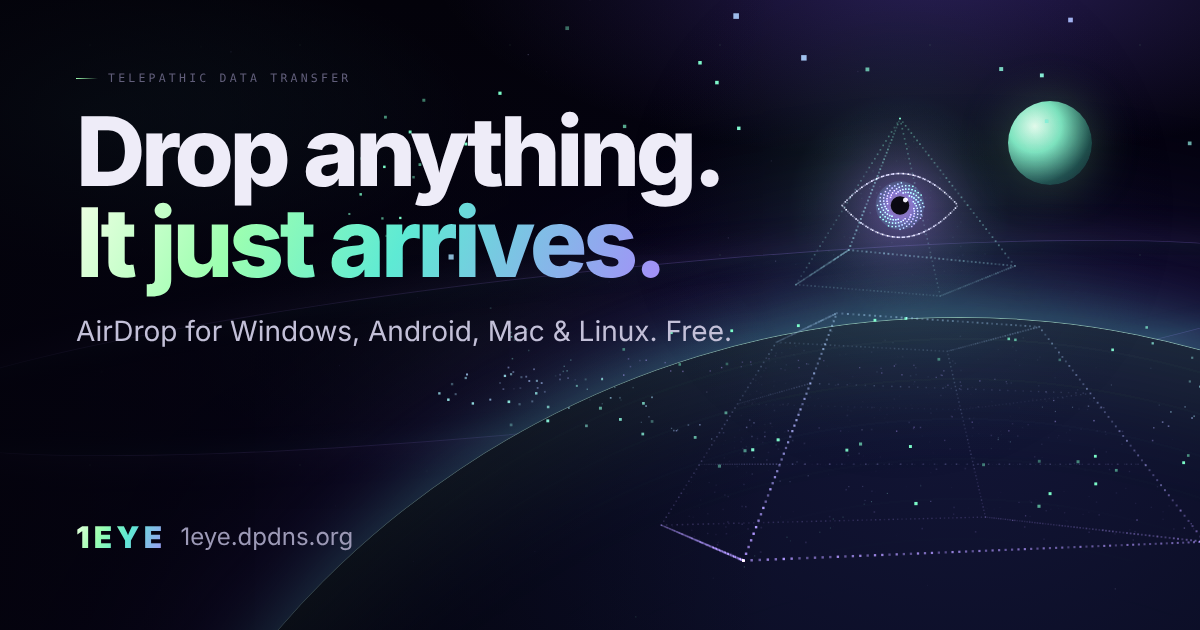 TELEPATHIC DATA TRANSFER
Drop anything.
It just arrives.
AirDrop for Windows, Android, Mac & Linux. Free.
1EYE 1eye.dpdns.org